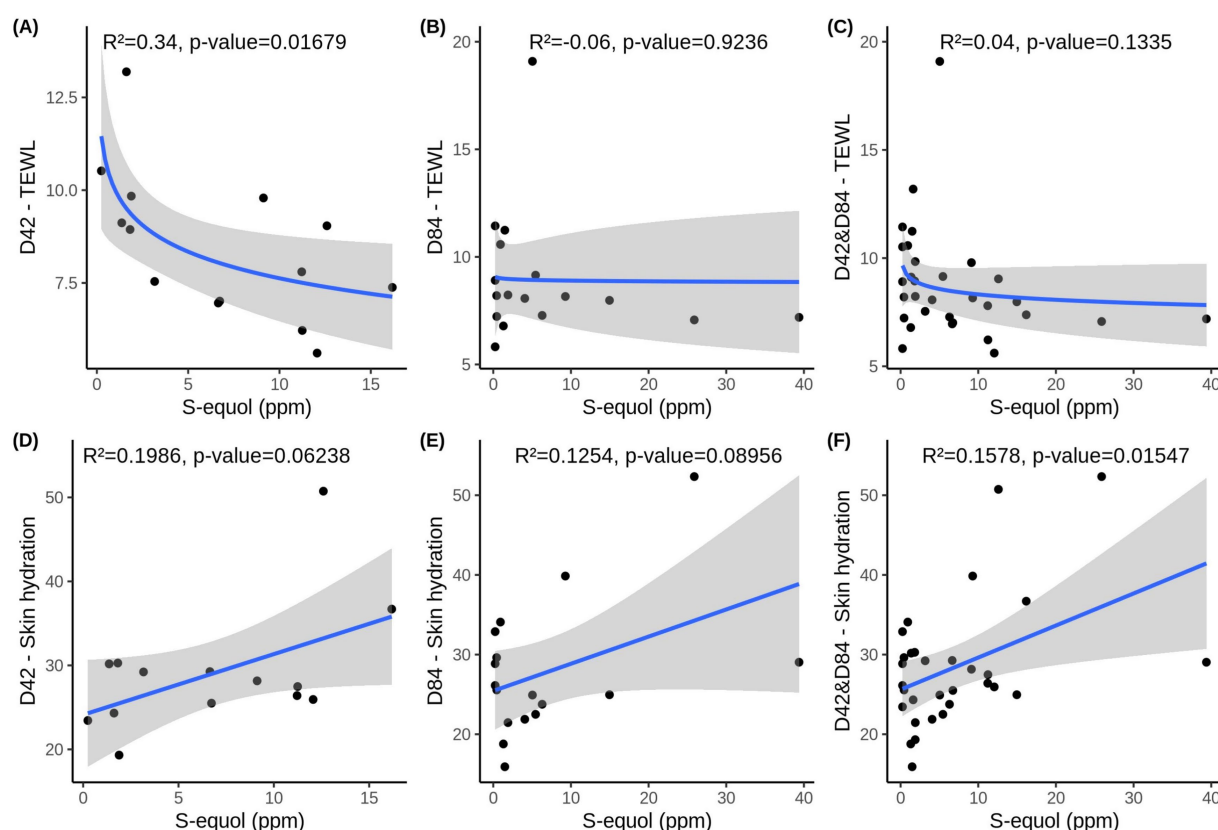 (A)
R²=0.34, p-value=0.01679
D42 - TEWL
12.5
10.0
7.5
0 5 10 15
S-equol (ppm)
(B)
R²=-0.06, p-value=0.9236
D84 - TEWL
20
15
10
5
0 10 20 30 40
S-equol (ppm)
(C)
R²=0.04, p-value=0.1335
D42&D84 - TEWL
20
15
10
5
0 10 20 30 40
S-equol (ppm)
(D)
R²=0.1986, p-value=0.06238
D42 - Skin hydration
50
40
30
20
0 5 10 15
S-equol (ppm)
(E)
R²=0.1254, p-value=0.08956
D84 - Skin hydration
50
40
30
20
0 10 20 30 40
S-equol (ppm)
(F)
R²=0.1578, p-value=0.01547
D42&D84 - Skin hydration
50
40
30
20
0 10 20 30 40
S-equol (ppm)